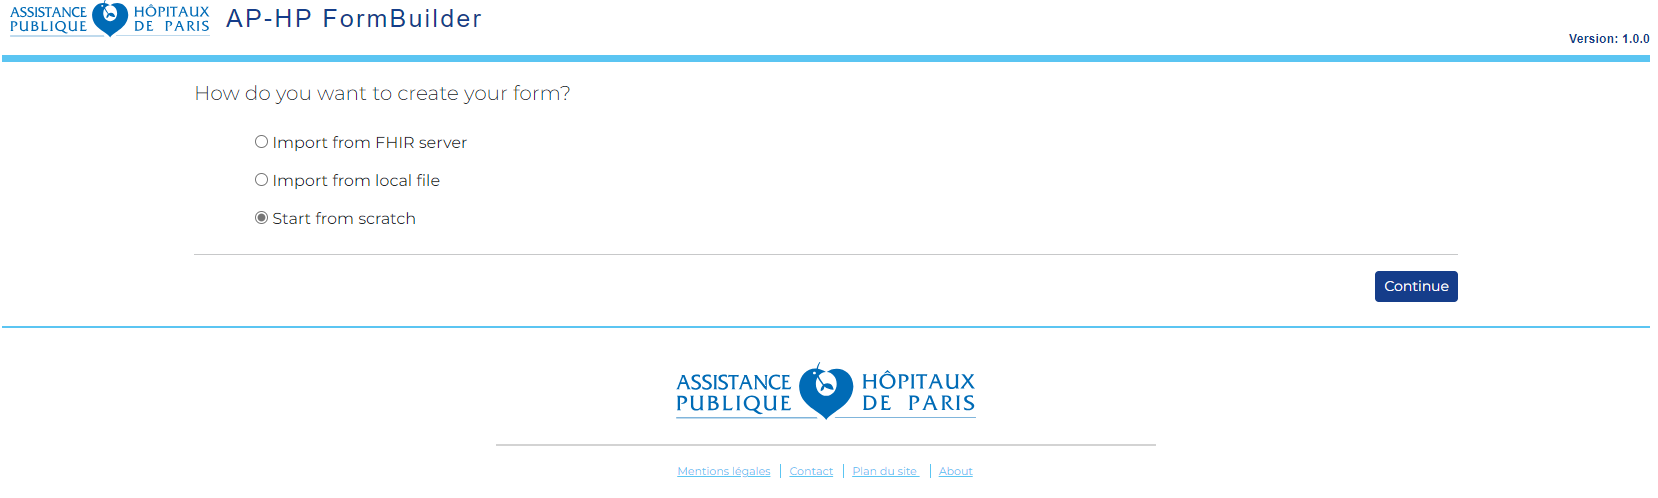 ASSISTANCE HÔPITAUX
PUBLIQUE DE PARIS
AP-HP FormBuilder
Version: 1.0.0
How do you want to create your form?
Import from FHIR server
Import from local file
Start from scratch
Continue
ASSISTANCE HÔPITAUX
PUBLIQUE DE PARIS
Mentions légales Contact Plan du site About